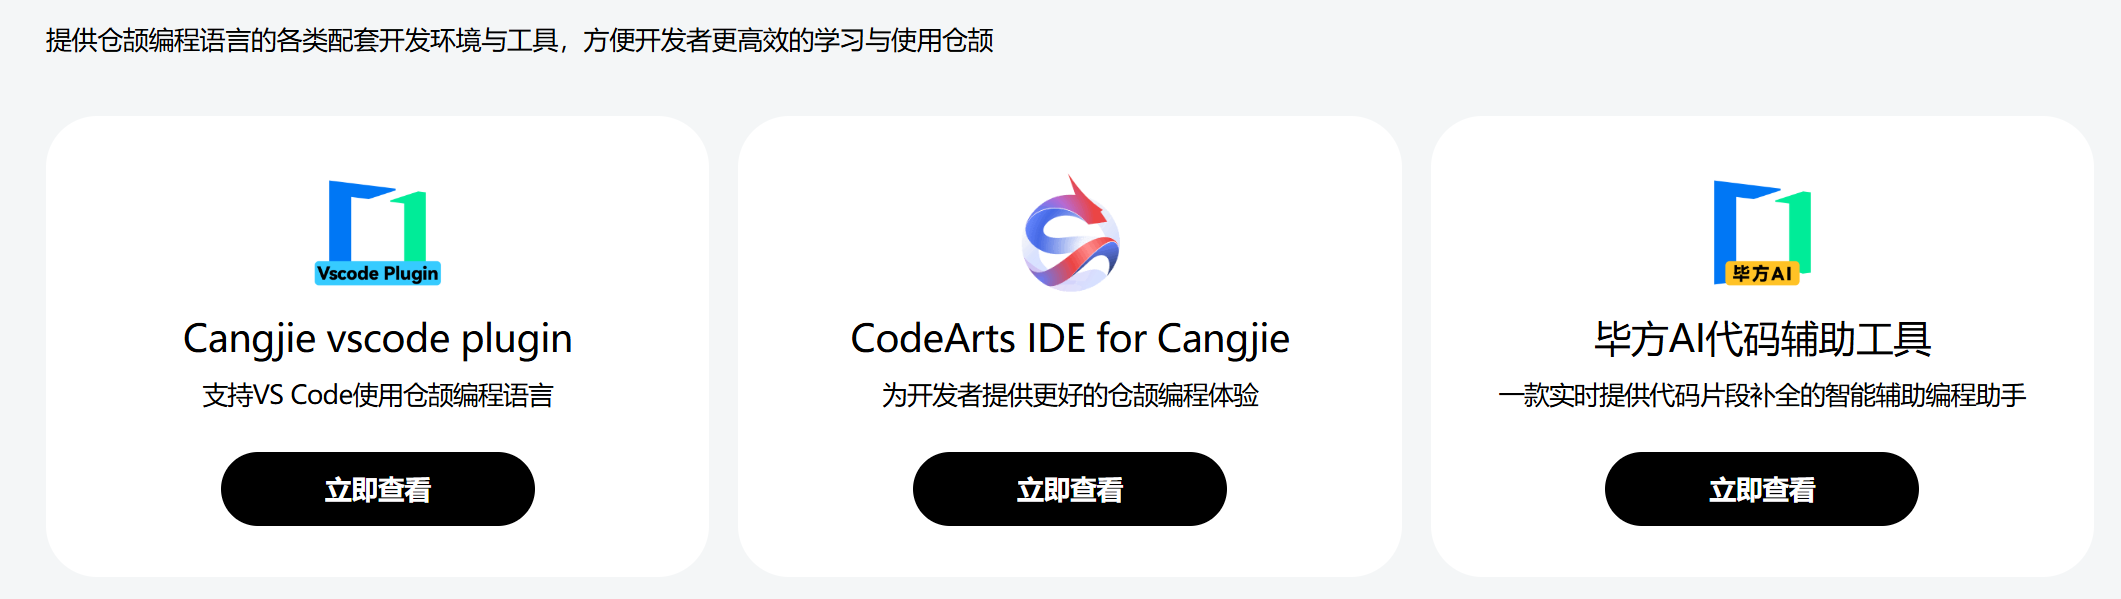 提供仓颉编程语言的各类配套开发环境与工具，方便开发者更高效的学习与使用仓颉
Vscode Plugin
Cangjie vscode plugin
支持VS Code使用仓颉编程语言
立即查看
CodeArts IDE for Cangjie
为开发者提供更好的仓颉编程体验
立即查看
毕方AI
毕方AI代码辅助工具
一款实时提供代码片段补全的智能辅助编程助手
立即查看